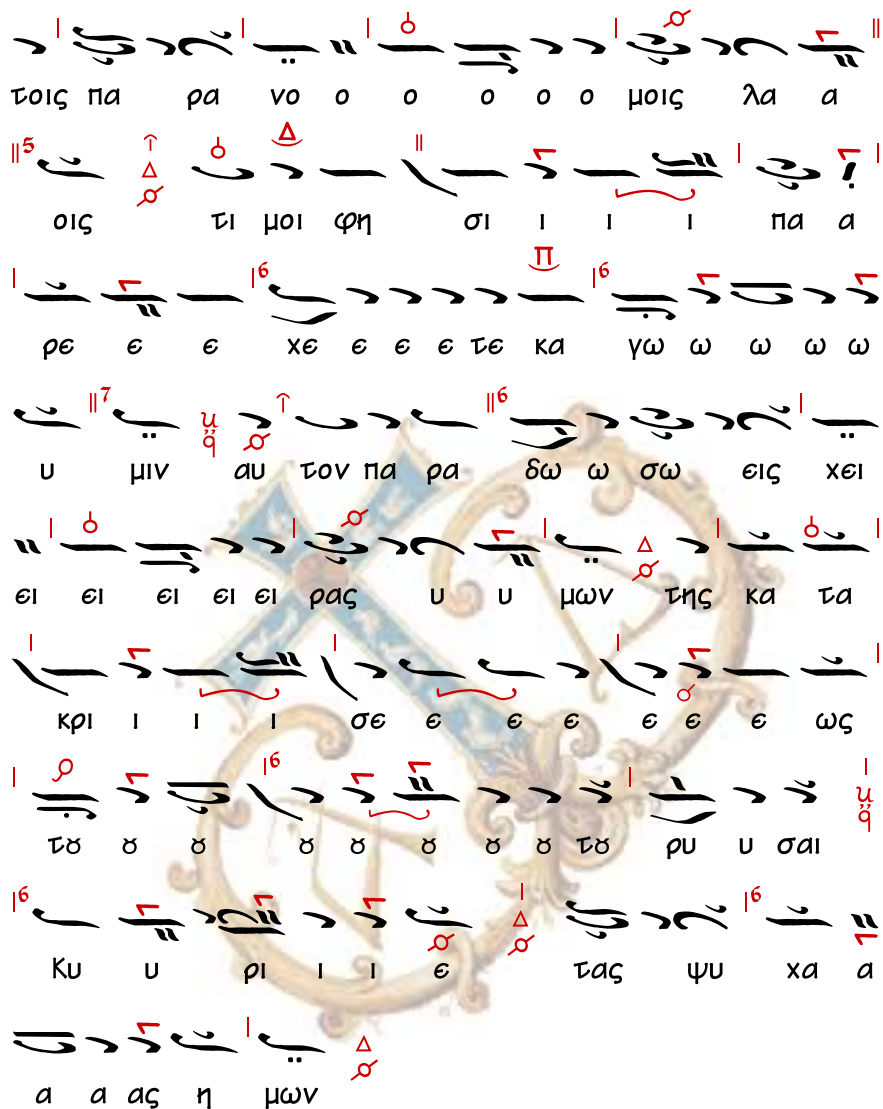 τοις πα ρα νο ο ο ο ο ο μοις λα α
οις τι μοι φη σι ι ι ι πα α
ρε ε ε χε ε ε ε τε κα γω ω ω ω ω
υ μιν αυ τον πα ρα δω ω σω εις χει
ει ει ει ει ει ρας υ υ μων της κα τα
κρι ι ι ι σε ε ε ε ε ε ε ως
τȣ ȣ ȣ ȣ ȣ ȣ ȣ ȣ τȣ ρυ υ σαι
Κυ υ ρι ι ι ε τας ψυ χα α
α α ας η μων